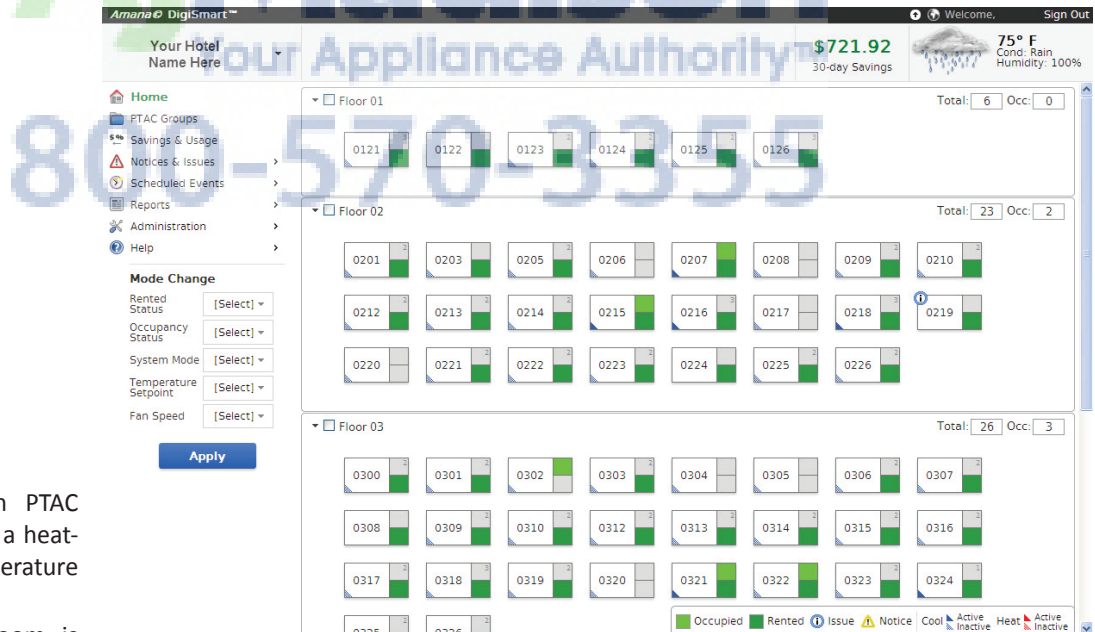 Amana® DigiSmart™ Welcome, Sign Out
Your Hotel
Name Here
$721.92
30-day Savings
75° F
Cond: Rain
Humidity: 100%
Your Appliance Authority™
800-570-3355
Home
PTAC Groups
Savings & Usage
Notices & Issues
Scheduled Events
Reports
Administration
Help
Mode Change
Rented Status [Select]
Occupancy Status [Select]
System Mode [Select]
Temperature Setpoint [Select]
Fan Speed [Select]
Apply
Floor 01 Total: 6 Occ: 0
0121 0122 0123 0124 0125 0126
Floor 02 Total: 23 Occ: 2
0201 0203 0205 0206 0207 0208 0209 0210
0212 0213 0214 0215 0216 0217 0218 0219
0220 0221 0222 0223 0224 0225 0226
Floor 03 Total: 26 Occ: 3
0300 0301 0302 0303 0304 0305 0306 0307
0308 0309 0310 0312 0313 0314 0315 0316
0317 0318 0319 0320 0321 0322 0323 0324
0325 0326
Occupied Rented Issue Notice Cool Active Inactive Heat Active Inactive
PTAC
a heat-
erature